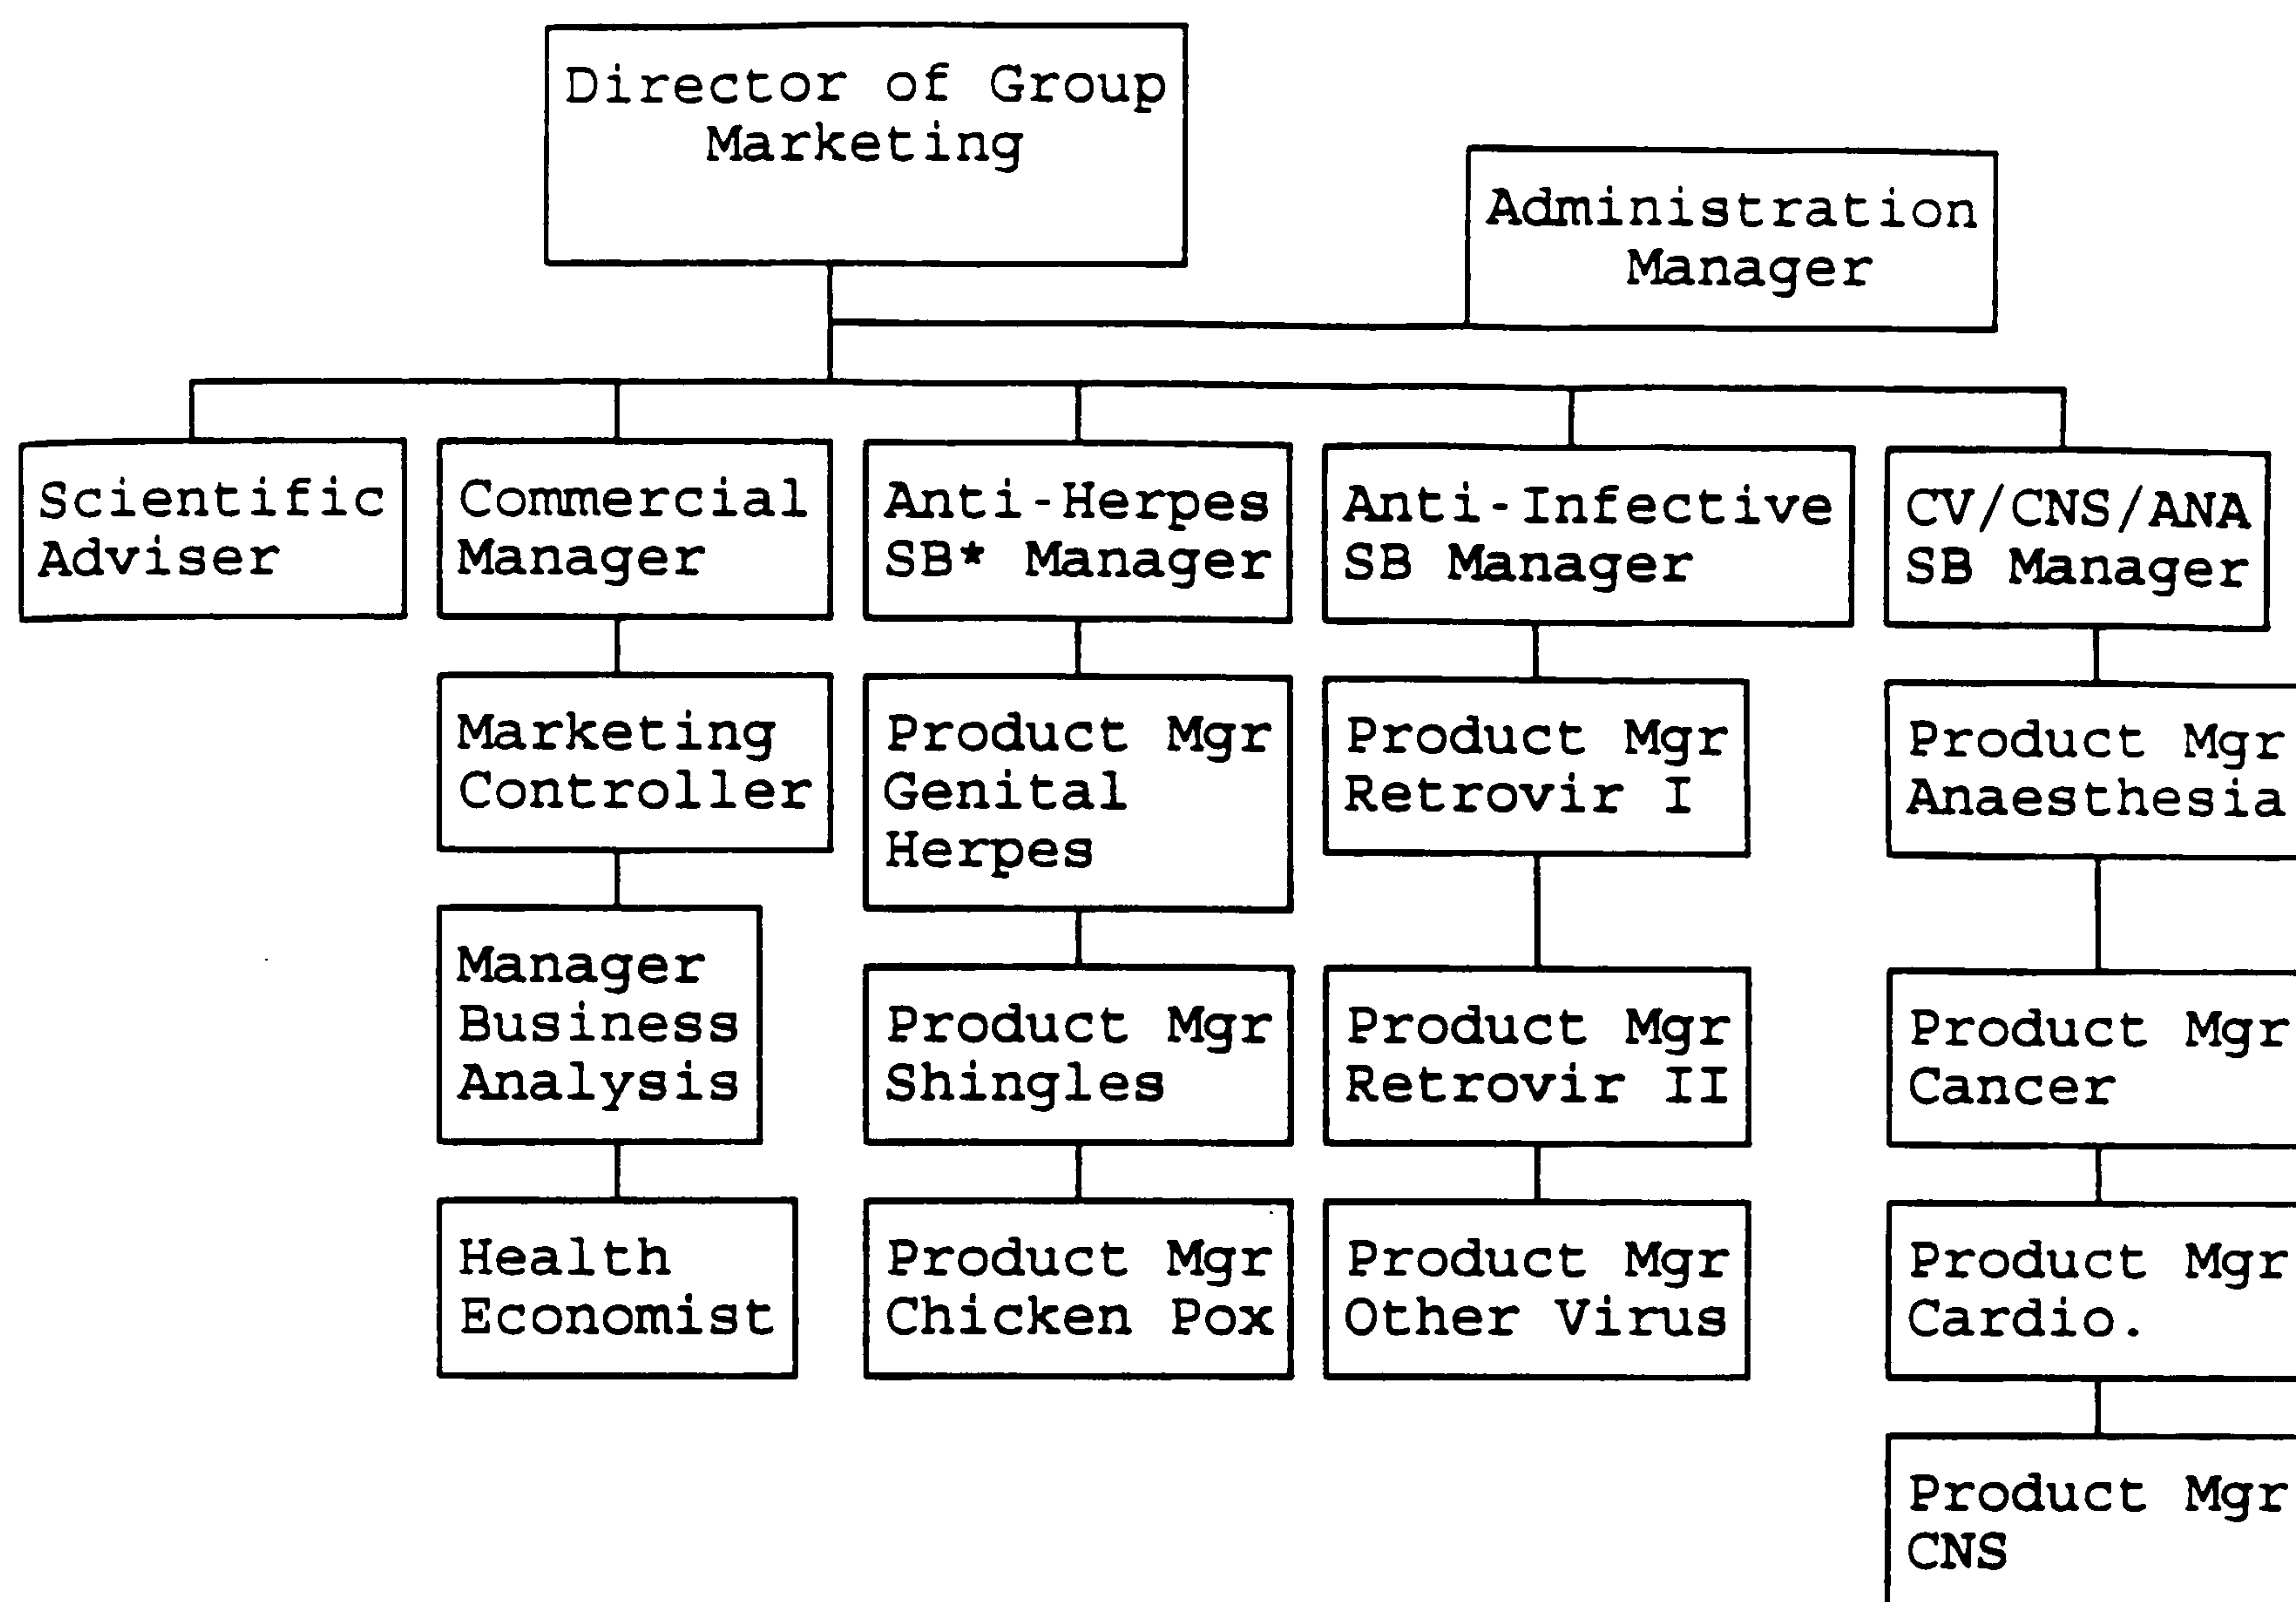 Director of Group
Marketing
Administration
Manager
Scientific
Adviser
Commercial
Manager
Anti-Herpes
SB* Manager
Anti-Infective
SB Manager
CV/CNS/ANA
SB Manager
Marketing
Controller
Product Mgr
Genital
Herpes
Product Mgr
Retrovir I
Product Mgr
Anaesthesia
Manager
Business
Analysis
Product Mgr
Shingles
Product Mgr
Retrovir II
Product Mgr
Cancer
Health
Economist
Product Mgr
Chicken Pox
Product Mgr
Other Virus
Product Mgr
Cardio.
Product Mgr
CNS